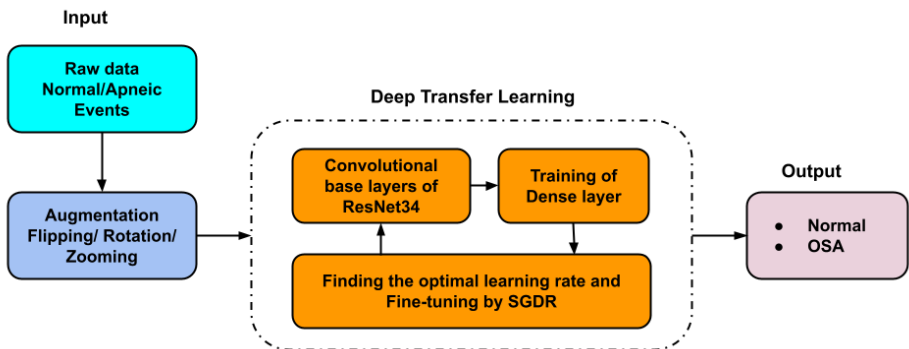 Input
Raw data
Normal/Apneic
Events
Augmentation
Flipping/ Rotation/
Zooming
Deep Transfer Learning
Convolutional
base layers of
ResNet34
Training of
Dense layer
Finding the optimal learning rate and
Fine-tuning by SGDR
Output
● Normal
● OSA